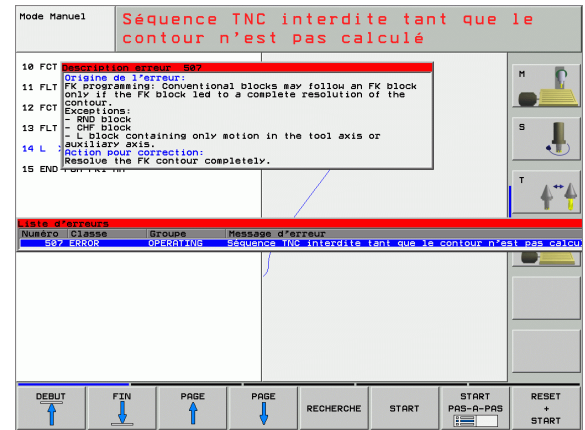 Mode Manuel
Séquence TNC interdite tant que le
contour n'est pas calculé
10 FCT
11 FLT
12 FCT
13 FLT
14 L
15 END
Description erreur 507
Origine de l'erreur:
FK programming: Conventional blocks may follow an FK block
only if the FK block led to a complete resolution of the
contour.
Exceptions:
- RND block
- CHF block
- L block containing only motion in the tool axis or
auxiliary axis.
Action pour correction:
Resolve the FK contour completely.
M
S
T
Liste d'erreurs
Numéro Classe Groupe Message d'erreur
507 ERROR OPERATING Séquence TNC interdite tant que le contour n'est pas calcu
DEBUT
FIN
PAGE
PAGE
RECHERCHE
START
START
PAS-A-PAS
RESET
+
START